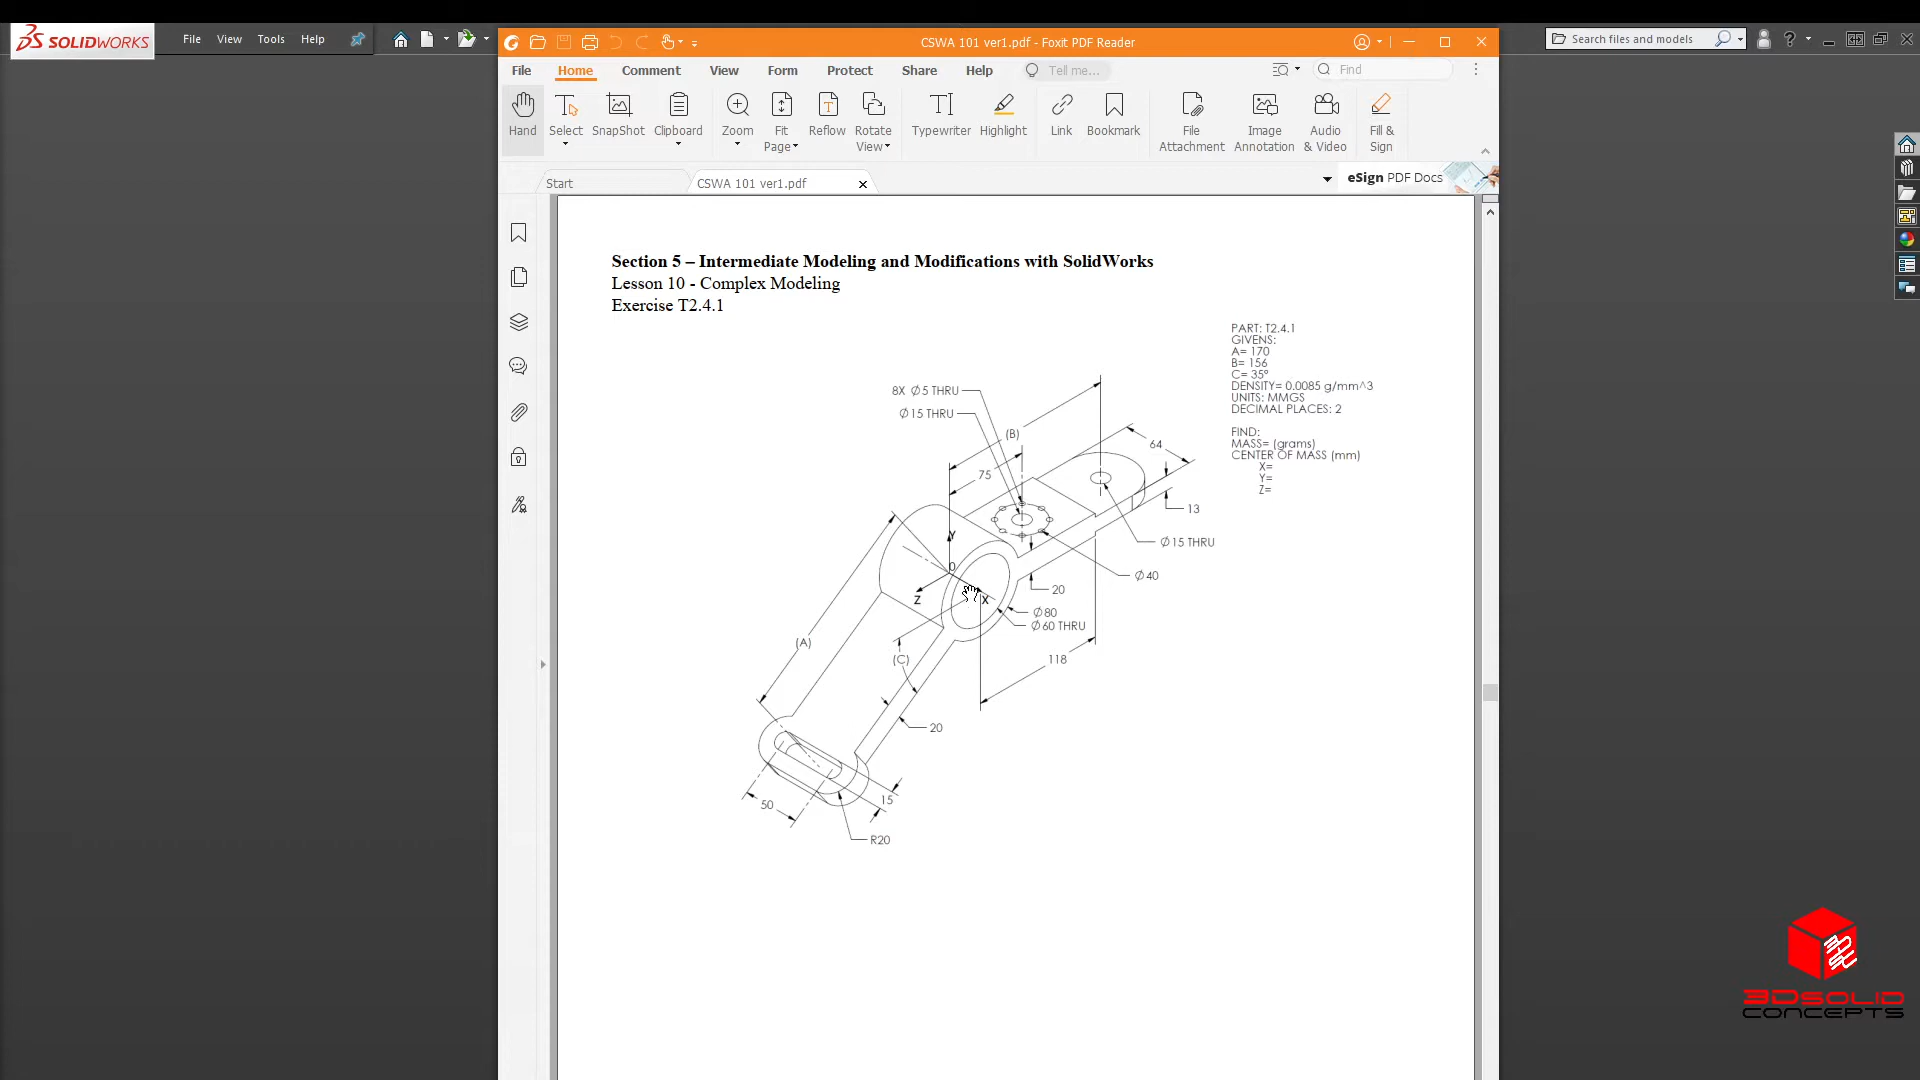 SOLIDWORKS
File View Tools Help
CSWA 101 ver1.pdf - Foxit PDF Reader
Search files and models
File Home Comment View Form Protect Share Help Tell me... Find
Hand Select SnapShot Clipboard Zoom Fit Page Reflow Rotate View Typewriter Highlight Link Bookmark File Attachment Image Annotation Audio & Video Fill & Sign
Start CSWA 101 ver1.pdf eSign PDF Docs
Section 5 – Intermediate Modeling and Modifications with SolidWorks
Lesson 10 - Complex Modeling
Exercise T2.4.1
PART: T2.4.1
GIVENS:
A= 170
B= 156
C= 35°
DENSITY= 0.0085 g/mm^3
UNITS: MMGS
DECIMAL PLACES: 2
FIND:
MASS= (grams)
CENTER OF MASS (mm)
X=
Y=
Z=
8X Ø5 THRU
Ø15 THRU
(B)
64
75
13
Y
Ø15 THRU
0
Ø40
Z
X
20
Ø80
Ø60 THRU
(A)
(C)
118
20
50
15
R20
3DSOLID
CONCEPTS